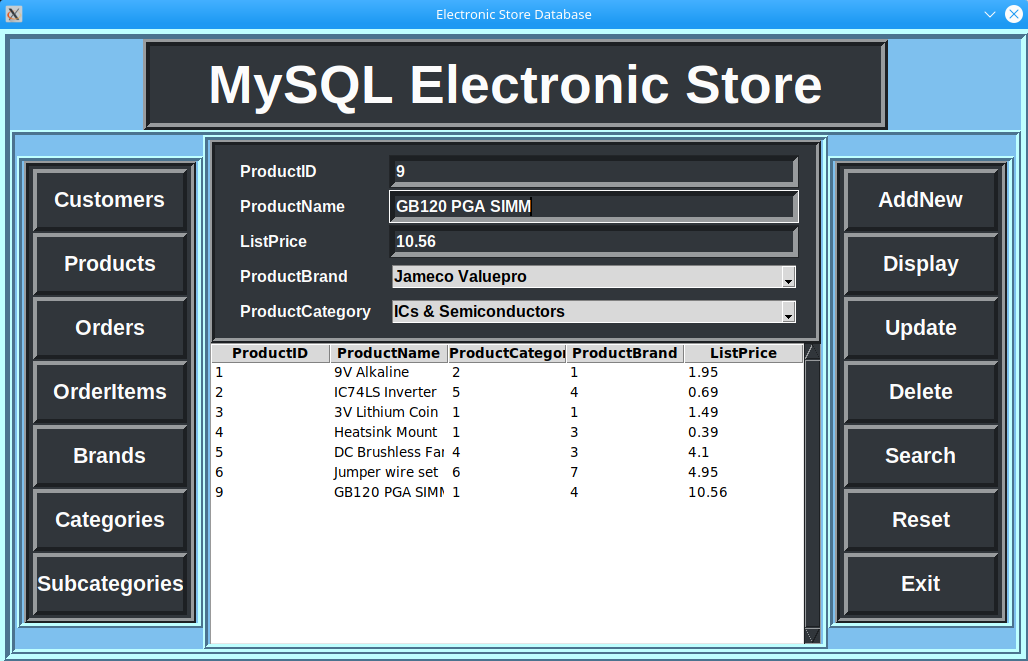 Electronic Store Database
MySQL Electronic Store
Customers
Products
Orders
OrderItems
Brands
Categories
Subcategories
ProductID 9
ProductName GB120 PGA SIMM
ListPrice 10.56
ProductBrand Jameco Valuepro
ProductCategory ICs & Semiconductors
ProductID ProductName ProductCategor ProductBrand ListPrice
1 9V Alkaline 2 1 1.95
2 IC74LS Inverter 5 4 0.69
3 3V Lithium Coin 1 1 1.49
4 Heatsink Mount 1 3 0.39
5 DC Brushless Far 4 3 4.1
6 Jumper wire set 6 7 4.95
9 GB120 PGA SIMM 1 4 10.56
AddNew
Display
Update
Delete
Search
Reset
Exit